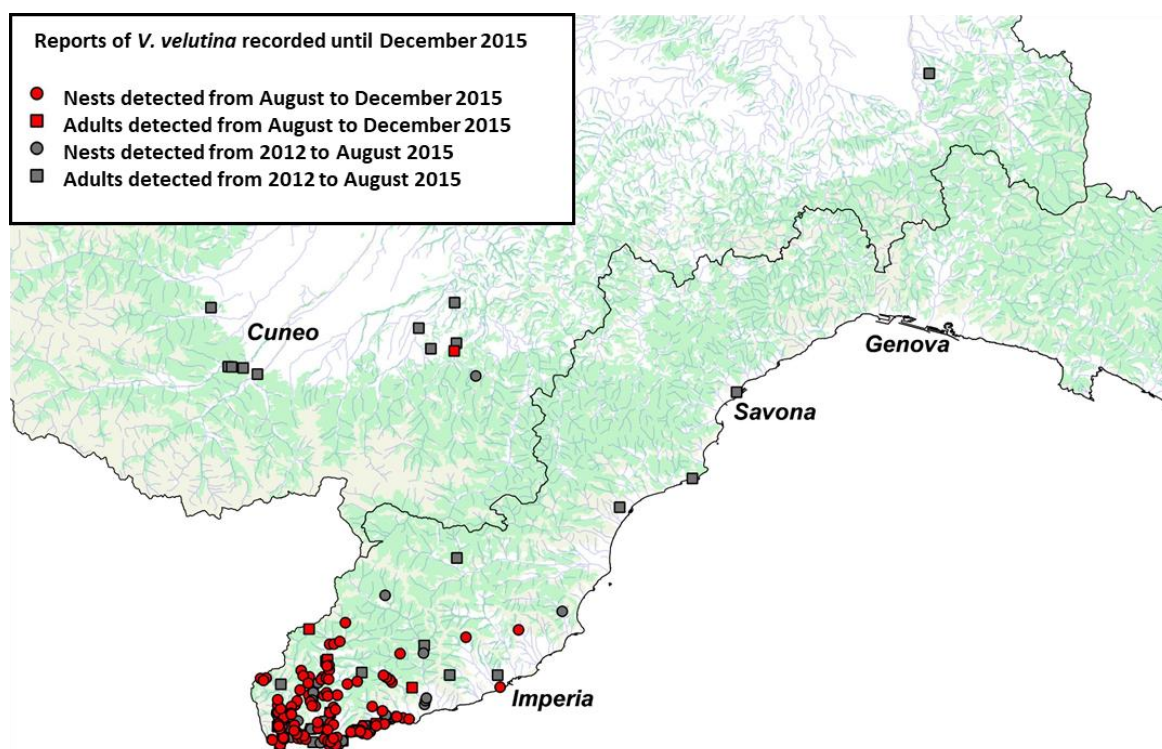 Reports of V. velutina recorded until December 2015
Nests detected from August to December 2015
Adults detected from August to December 2015
Nests detected from 2012 to August 2015
Adults detected from 2012 to August 2015
Cuneo
Genova
Savona
Imperia